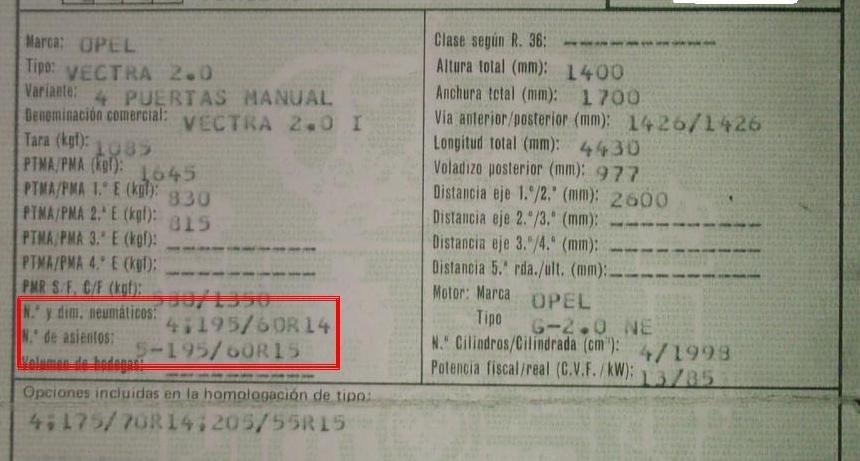 Marca: OPEL
Tipo: VECTRA 2.0
Variante: 4 PUERTAS MANUAL
Denominación comercial: VECTRA 2.0 I
Tara (kgf): 1085
PTMA/PMA (kgf): 1645
PTMA/PMA 1.ª E (kgf): 830
PTMA/PMA 2.ª E (kgf): 815
PTMA/PMA 3.ª E (kgf): ------------
PTMA/PMA 4.ª E (kgf): ------------
PMR S/F, C/F (kgf): 580/1350
N.º y dim. neumáticos: 4;195/60R14
N.º de asientos: 5-195/60R15
Volumen de bodegas: ------------
Clase según R. 36: ------------
Altura total (mm): 1400
Anchura total (mm): 1700
Vía anterior/posterior (mm): 1426/1426
Longitud total (mm): 4430
Voladizo posterior (mm): 977
Distancia eje 1.º/2.º (mm): 2600
Distancia eje 2.º/3.º (mm): ------------
Distancia eje 3.º/4.º (mm): ------------
Distancia 5.ª rda./ult. (mm): ------------
Motor: Marca OPEL
Tipo G-2.0 NE
N.º Cilindros/Cilindrada (cm³): 4/1998
Potencia fiscal/real (C.V.F./kW): 13/85
Opciones incluidas en la homologación de tipo:
4;175/70R14;205/55R15